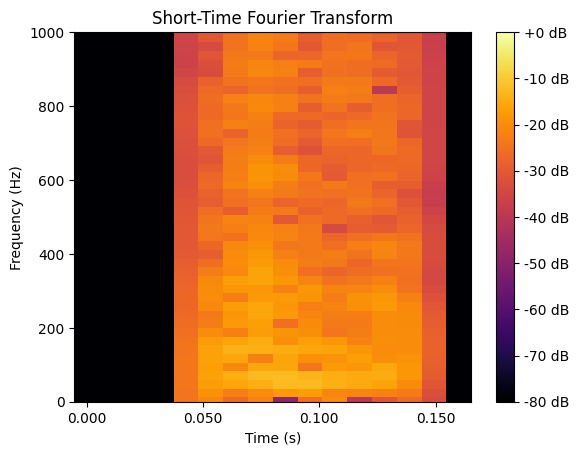 Short-Time Fourier Transform
1000
800
600
400
200
0
Frequency (Hz)
0.000
0.050
0.100
0.150
Time (s)
+0 dB
-10 dB
-20 dB
-30 dB
-40 dB
-50 dB
-60 dB
-70 dB
-80 dB